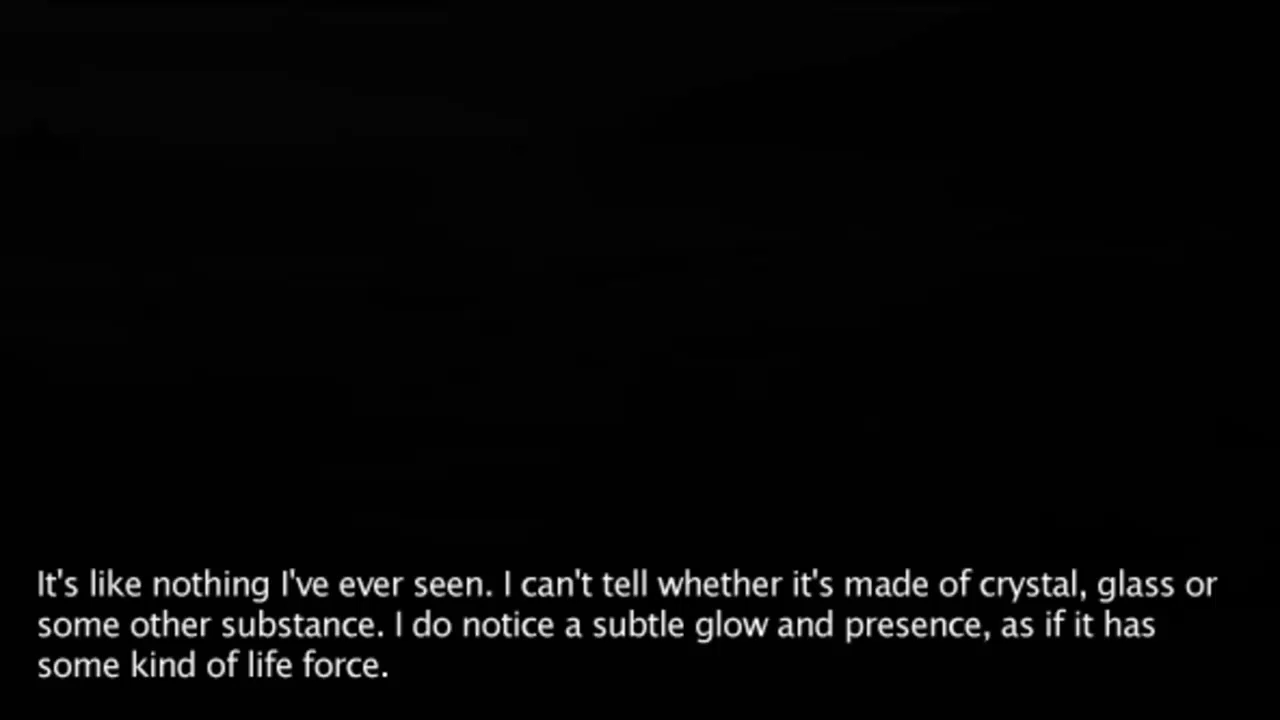 It's like nothing I've ever seen. I can't tell whether it's made of crystal, glass or
some other substance. I do notice a subtle glow and presence, as if it has
some kind of life force.